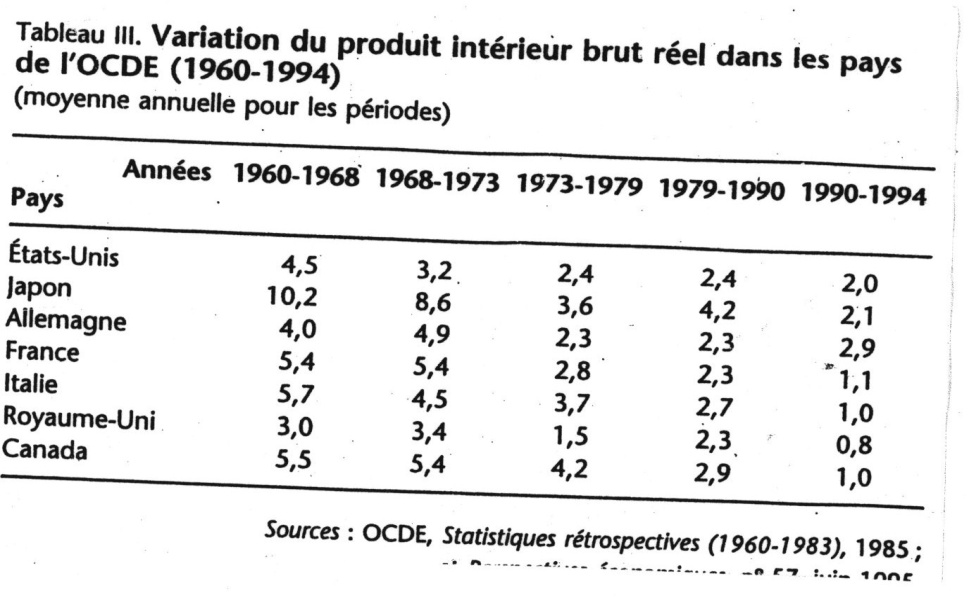 Tableau III. Variation du produit intérieur brut réel dans les pays
de l'OCDE (1960-1994)
(moyenne annuelle pour les périodes)
Années 1960-1968 1968-1973 1973-1979 1979-1990 1990-1994
Pays
États-Unis 4,5 3,2 2,4 2,4 2,0
Japon 10,2 8,6 3,6 4,2 2,1
Allemagne 4,0 4,9 2,3 2,3 2,9
France 5,4 5,4 2,8 2,3 1,1
Italie 5,7 4,5 3,7 2,7 1,0
Royaume-Uni 3,0 3,4 1,5 2,3 0,8
Canada 5,5 5,4 4,2 2,9 1,0
Sources : OCDE, Statistiques rétrospectives (1960-1983), 1985 ;